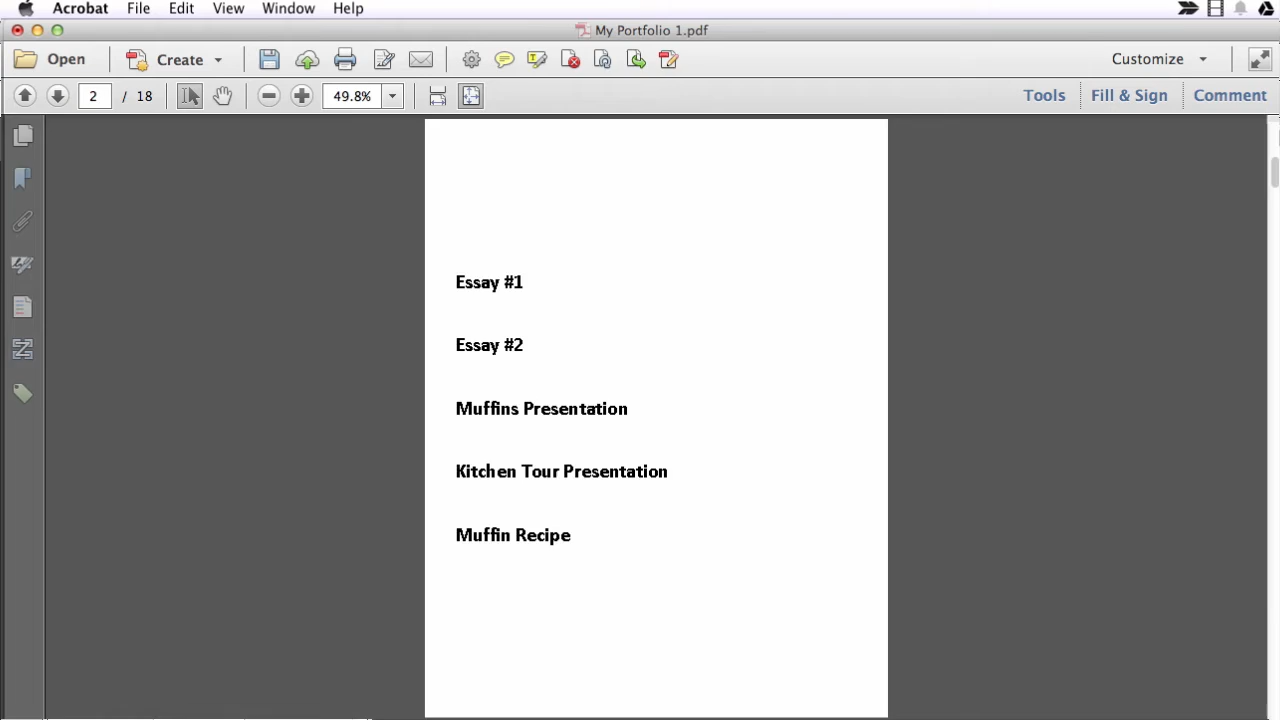 Acrobat File Edit View Window Help
My Portfolio 1.pdf
Open Create Customize
2 / 18 49.8% Tools Fill & Sign Comment
Essay #1
Essay #2
Muffins Presentation
Kitchen Tour Presentation
Muffin Recipe